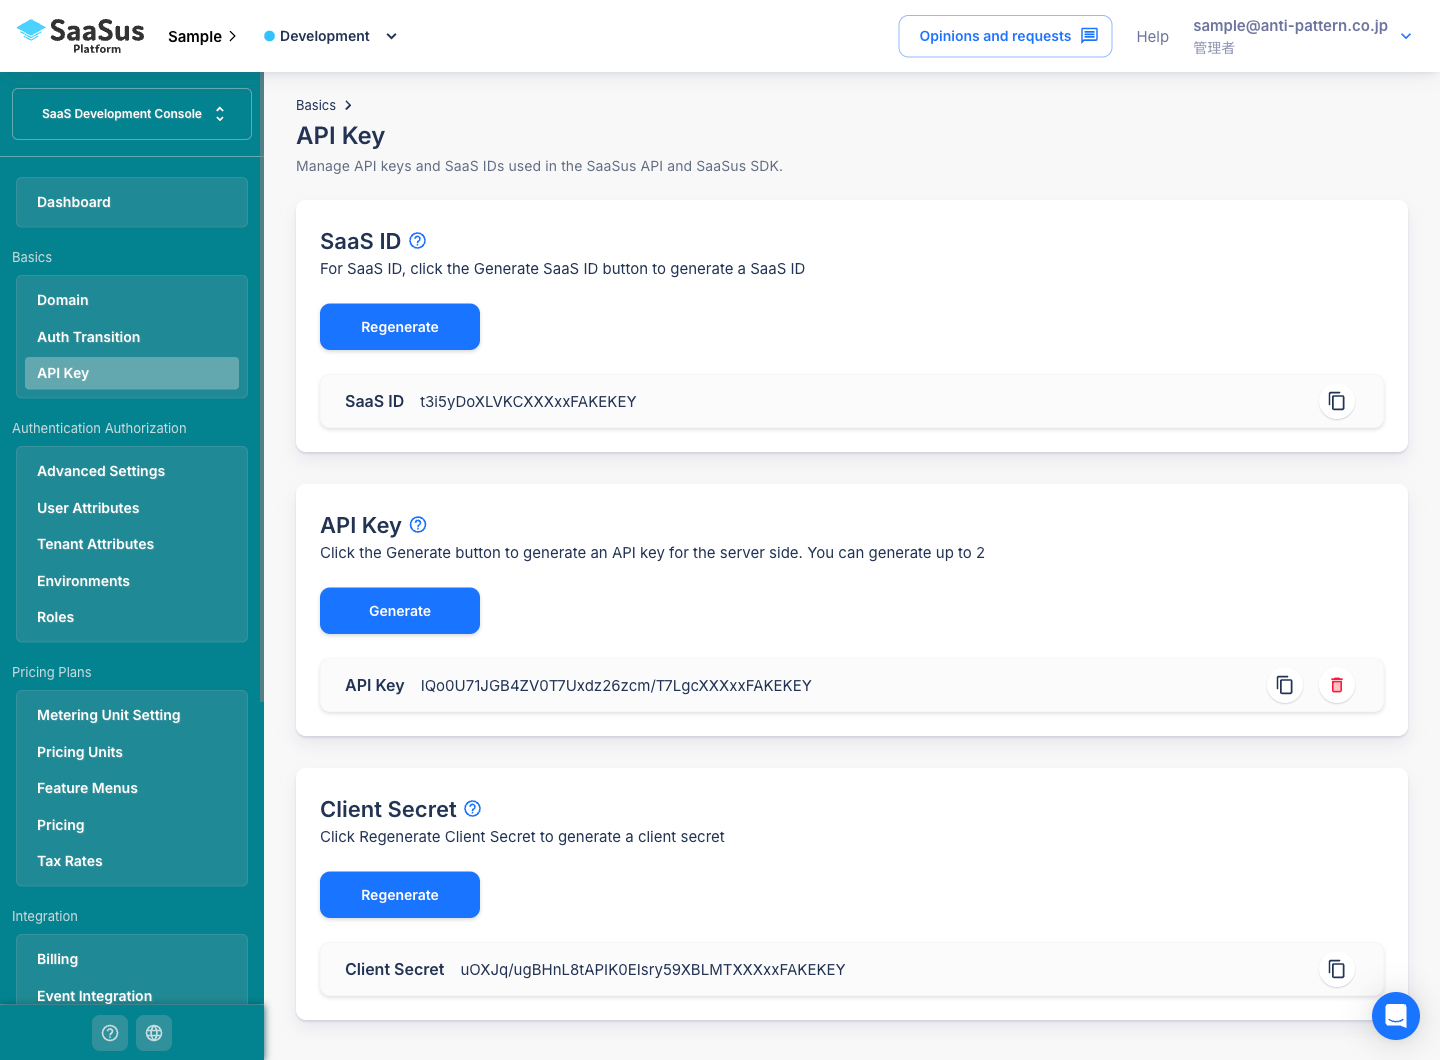 SaaSus
Platform
Sample
Development
Opinions and requests
Help
sample@anti-pattern.co.jp
管理者
SaaS Development Console
Dashboard
Basics
Domain
Auth Transition
API Key
Authentication Authorization
Advanced Settings
User Attributes
Tenant Attributes
Environments
Roles
Pricing Plans
Metering Unit Setting
Pricing Units
Feature Menus
Pricing
Tax Rates
Integration
Billing
Event Integration
Basics
API Key
Manage API keys and SaaS IDs used in the SaaSus API and SaaSus SDK.
SaaS ID
For SaaS ID, click the Generate SaaS ID button to generate a SaaS ID
Regenerate
SaaS ID t3i5yDoXLVKCXXXxxFAKEKEY
API Key
Click the Generate button to generate an API key for the server side. You can generate up to 2
Generate
API Key IQo0U71JGB4ZV0T7Uxdz26zcm/T7LgcXXXxxFAKEKEY
Client Secret
Click Regenerate Client Secret to generate a client secret
Regenerate
Client Secret uOXJq/ugBHnL8tAPIK0EIsry59XBLMTXXXxxFAKEKEY